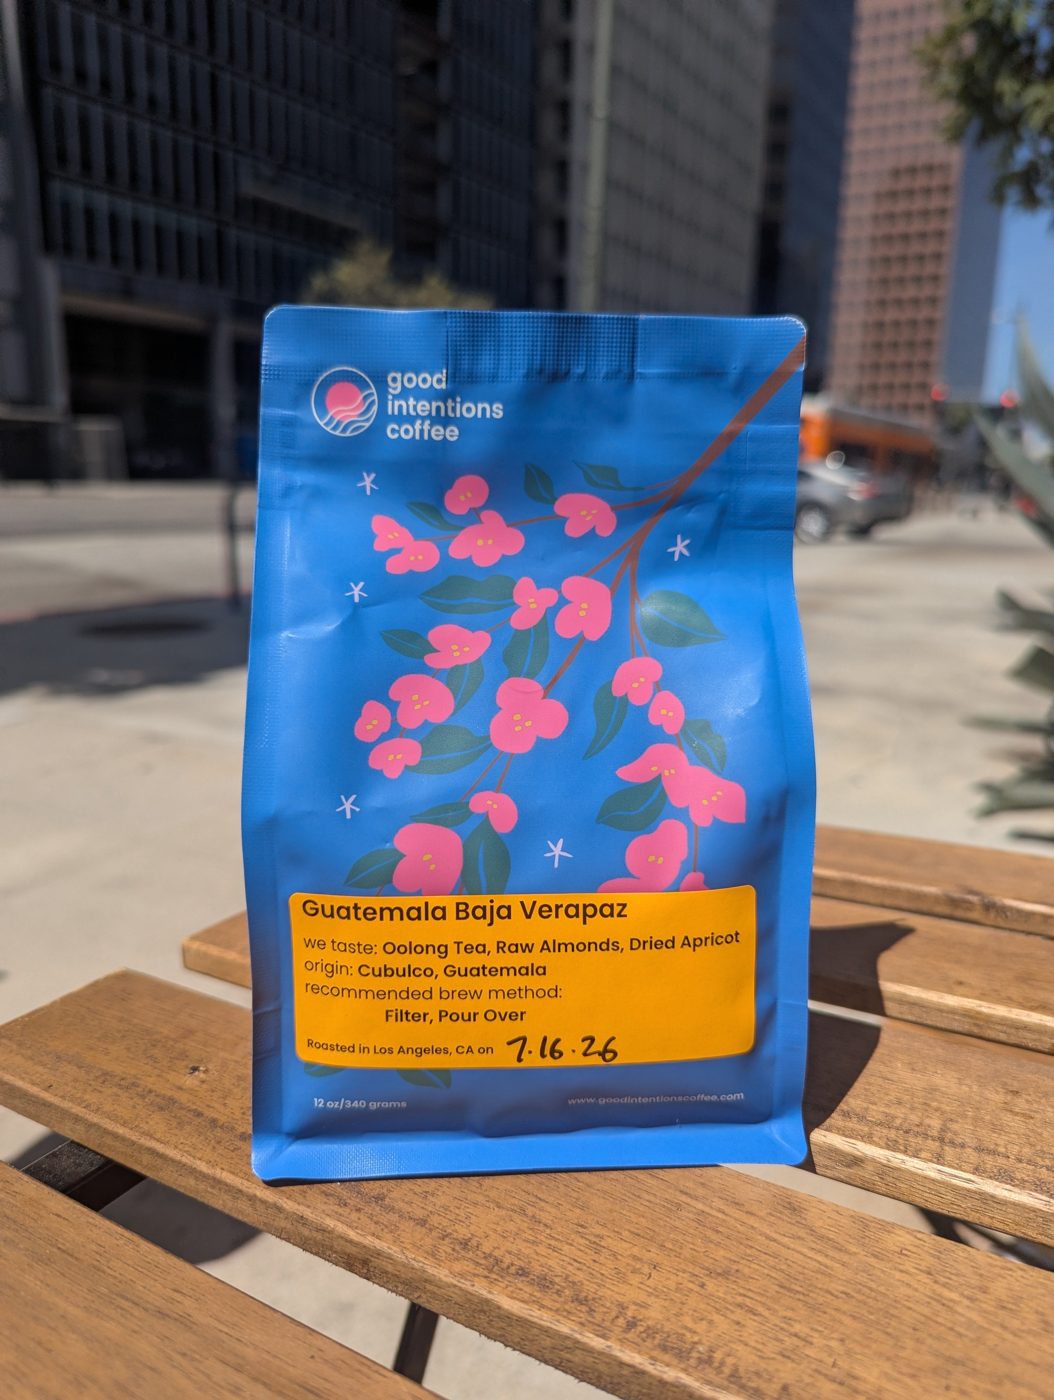 good
intentions
coffee
Guatemala Baja Verapaz
we taste: Oolong Tea, Raw Almonds, Dried Apricot
origin: Cubulco, Guatemala
recommended brew method:
Filter, Pour Over
Roasted in Los Angeles, CA on 7.16.26
12 oz/340 grams
www.goodintentionscoffee.com